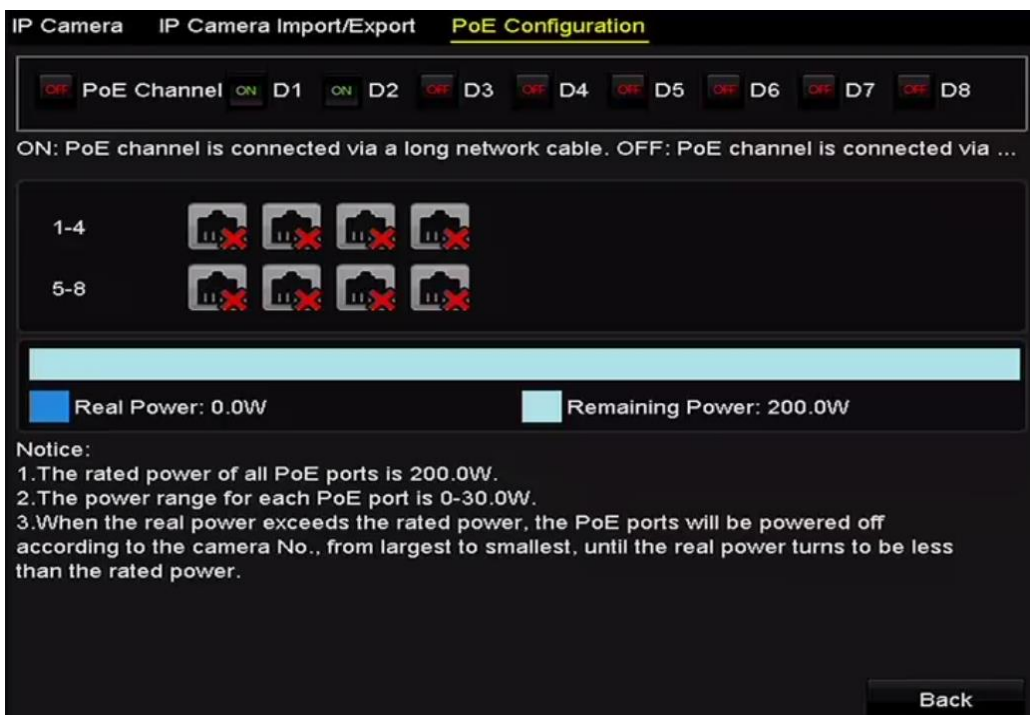 IP Camera IP Camera Import/Export PoE Configuration
OFF PoE Channel ON D1 ON D2 OFF D3 OFF D4 OFF D5 OFF D6 OFF D7 OFF D8
ON: PoE channel is connected via a long network cable. OFF: PoE channel is connected via ...
1-4
5-8
Real Power: 0.0W Remaining Power: 200.0W
Notice:
1.The rated power of all PoE ports is 200.0W.
2.The power range for each PoE port is 0-30.0W.
3.When the real power exceeds the rated power, the PoE ports will be powered off
according to the camera No., from largest to smallest, until the real power turns to be less
than the rated power.
Back